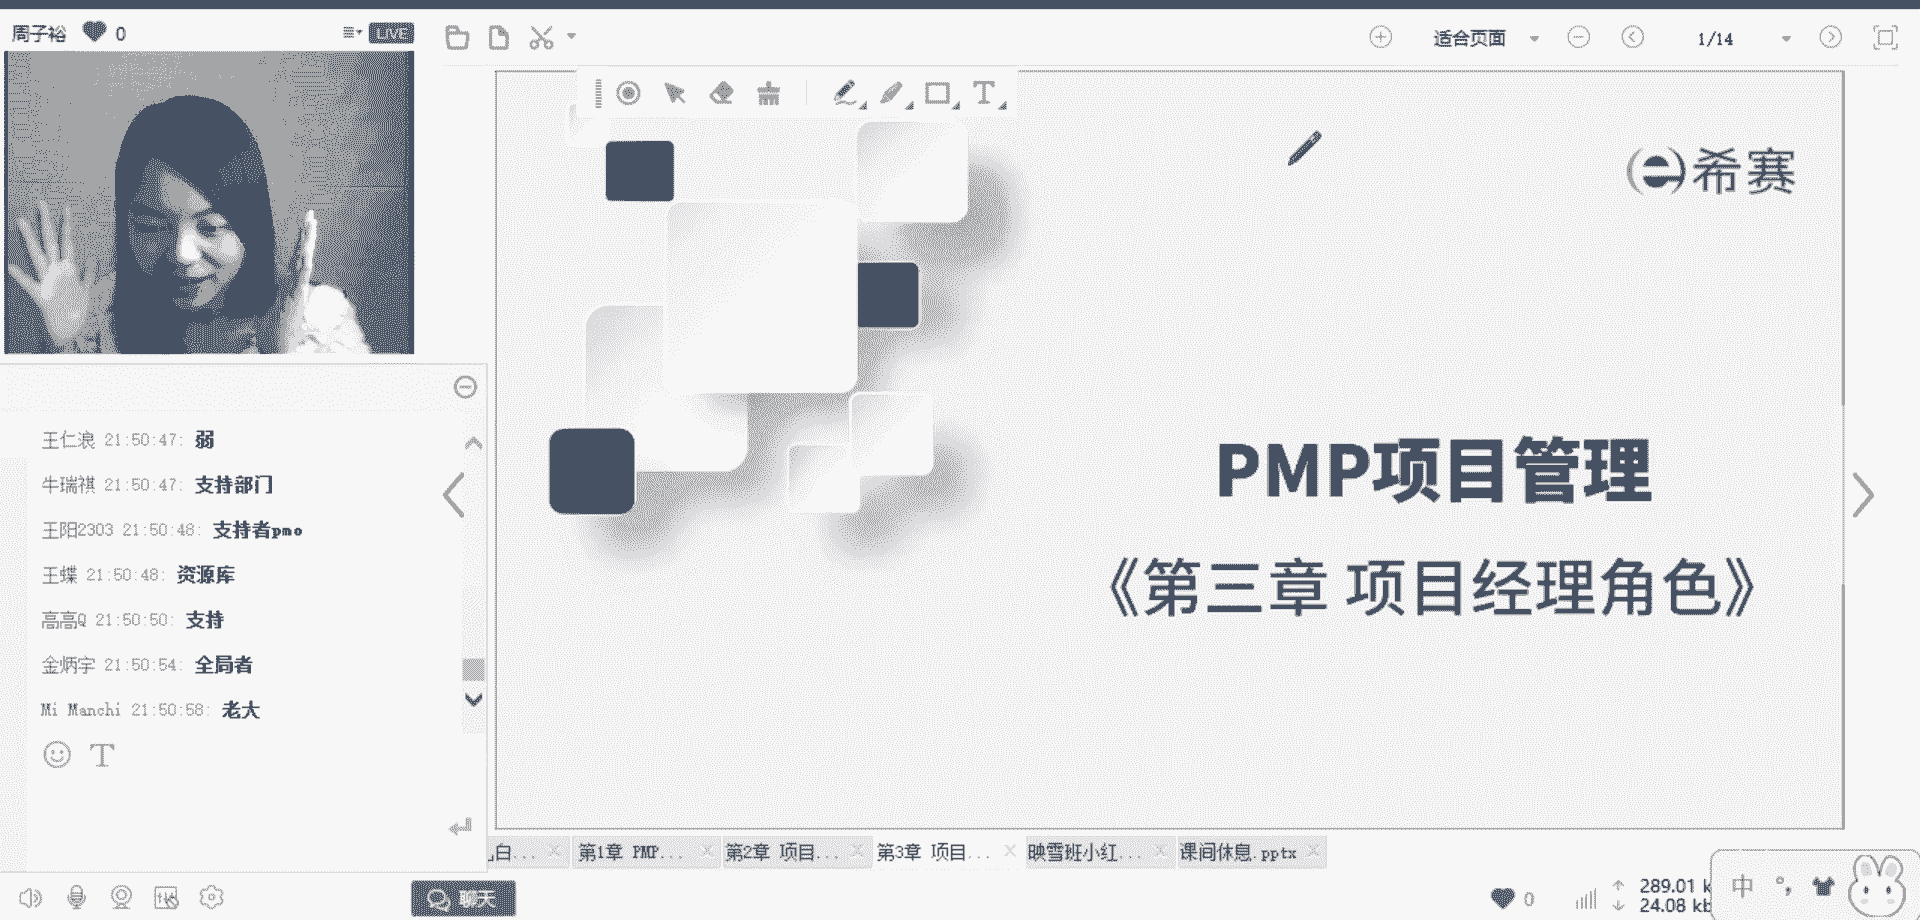 周子裕 0 LIVE
适合页面 1/14
T
希赛
PMP项目管理
《第三章 项目经理角色》
王仁浪 21:50:47: 弱
牛瑞祺 21:50:47: 支持部门
王阳2303 21:50:48: 支持者pmo
王蝶 21:50:48: 资源库
高高Q 21:50:50: 支持
金炳宇 21:50:54: 全局者
Mi Manchi 21:50:58: 老大
T
白... 第1章 PMP... 第2章 项目... 第3章 项目... 映雪班小红... 课间休息.pptx
聊天
0 289.01 k
24.08 kb
中